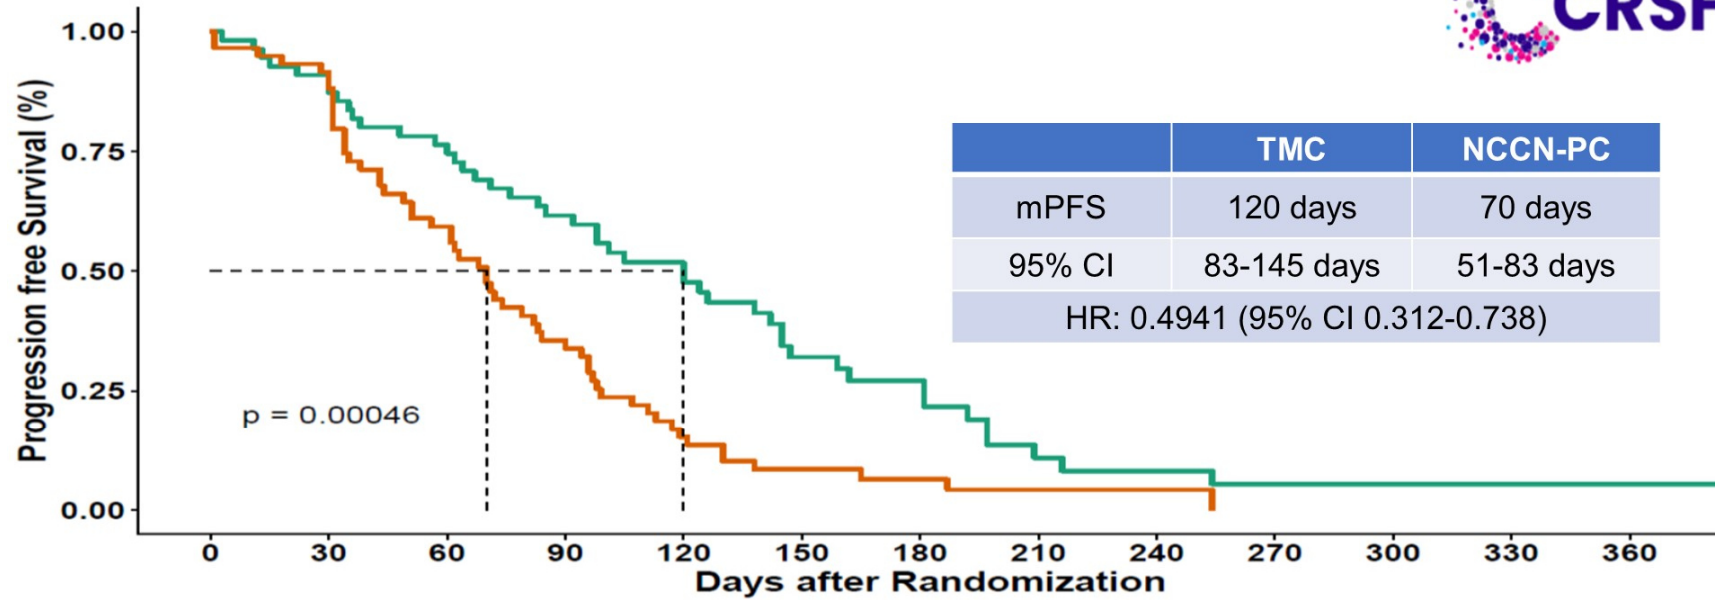 CRSF
1.00
0.75
0.50
0.25
0.00
Progression free Survival (%)
p = 0.00046
TMC NCCN-PC
mPFS 120 days 70 days
95% CI 83-145 days 51-83 days
HR: 0.4941 (95% CI 0.312-0.738)
0 30 60 90 120 150 180 210 240 270 300 330 360
Days after Randomization